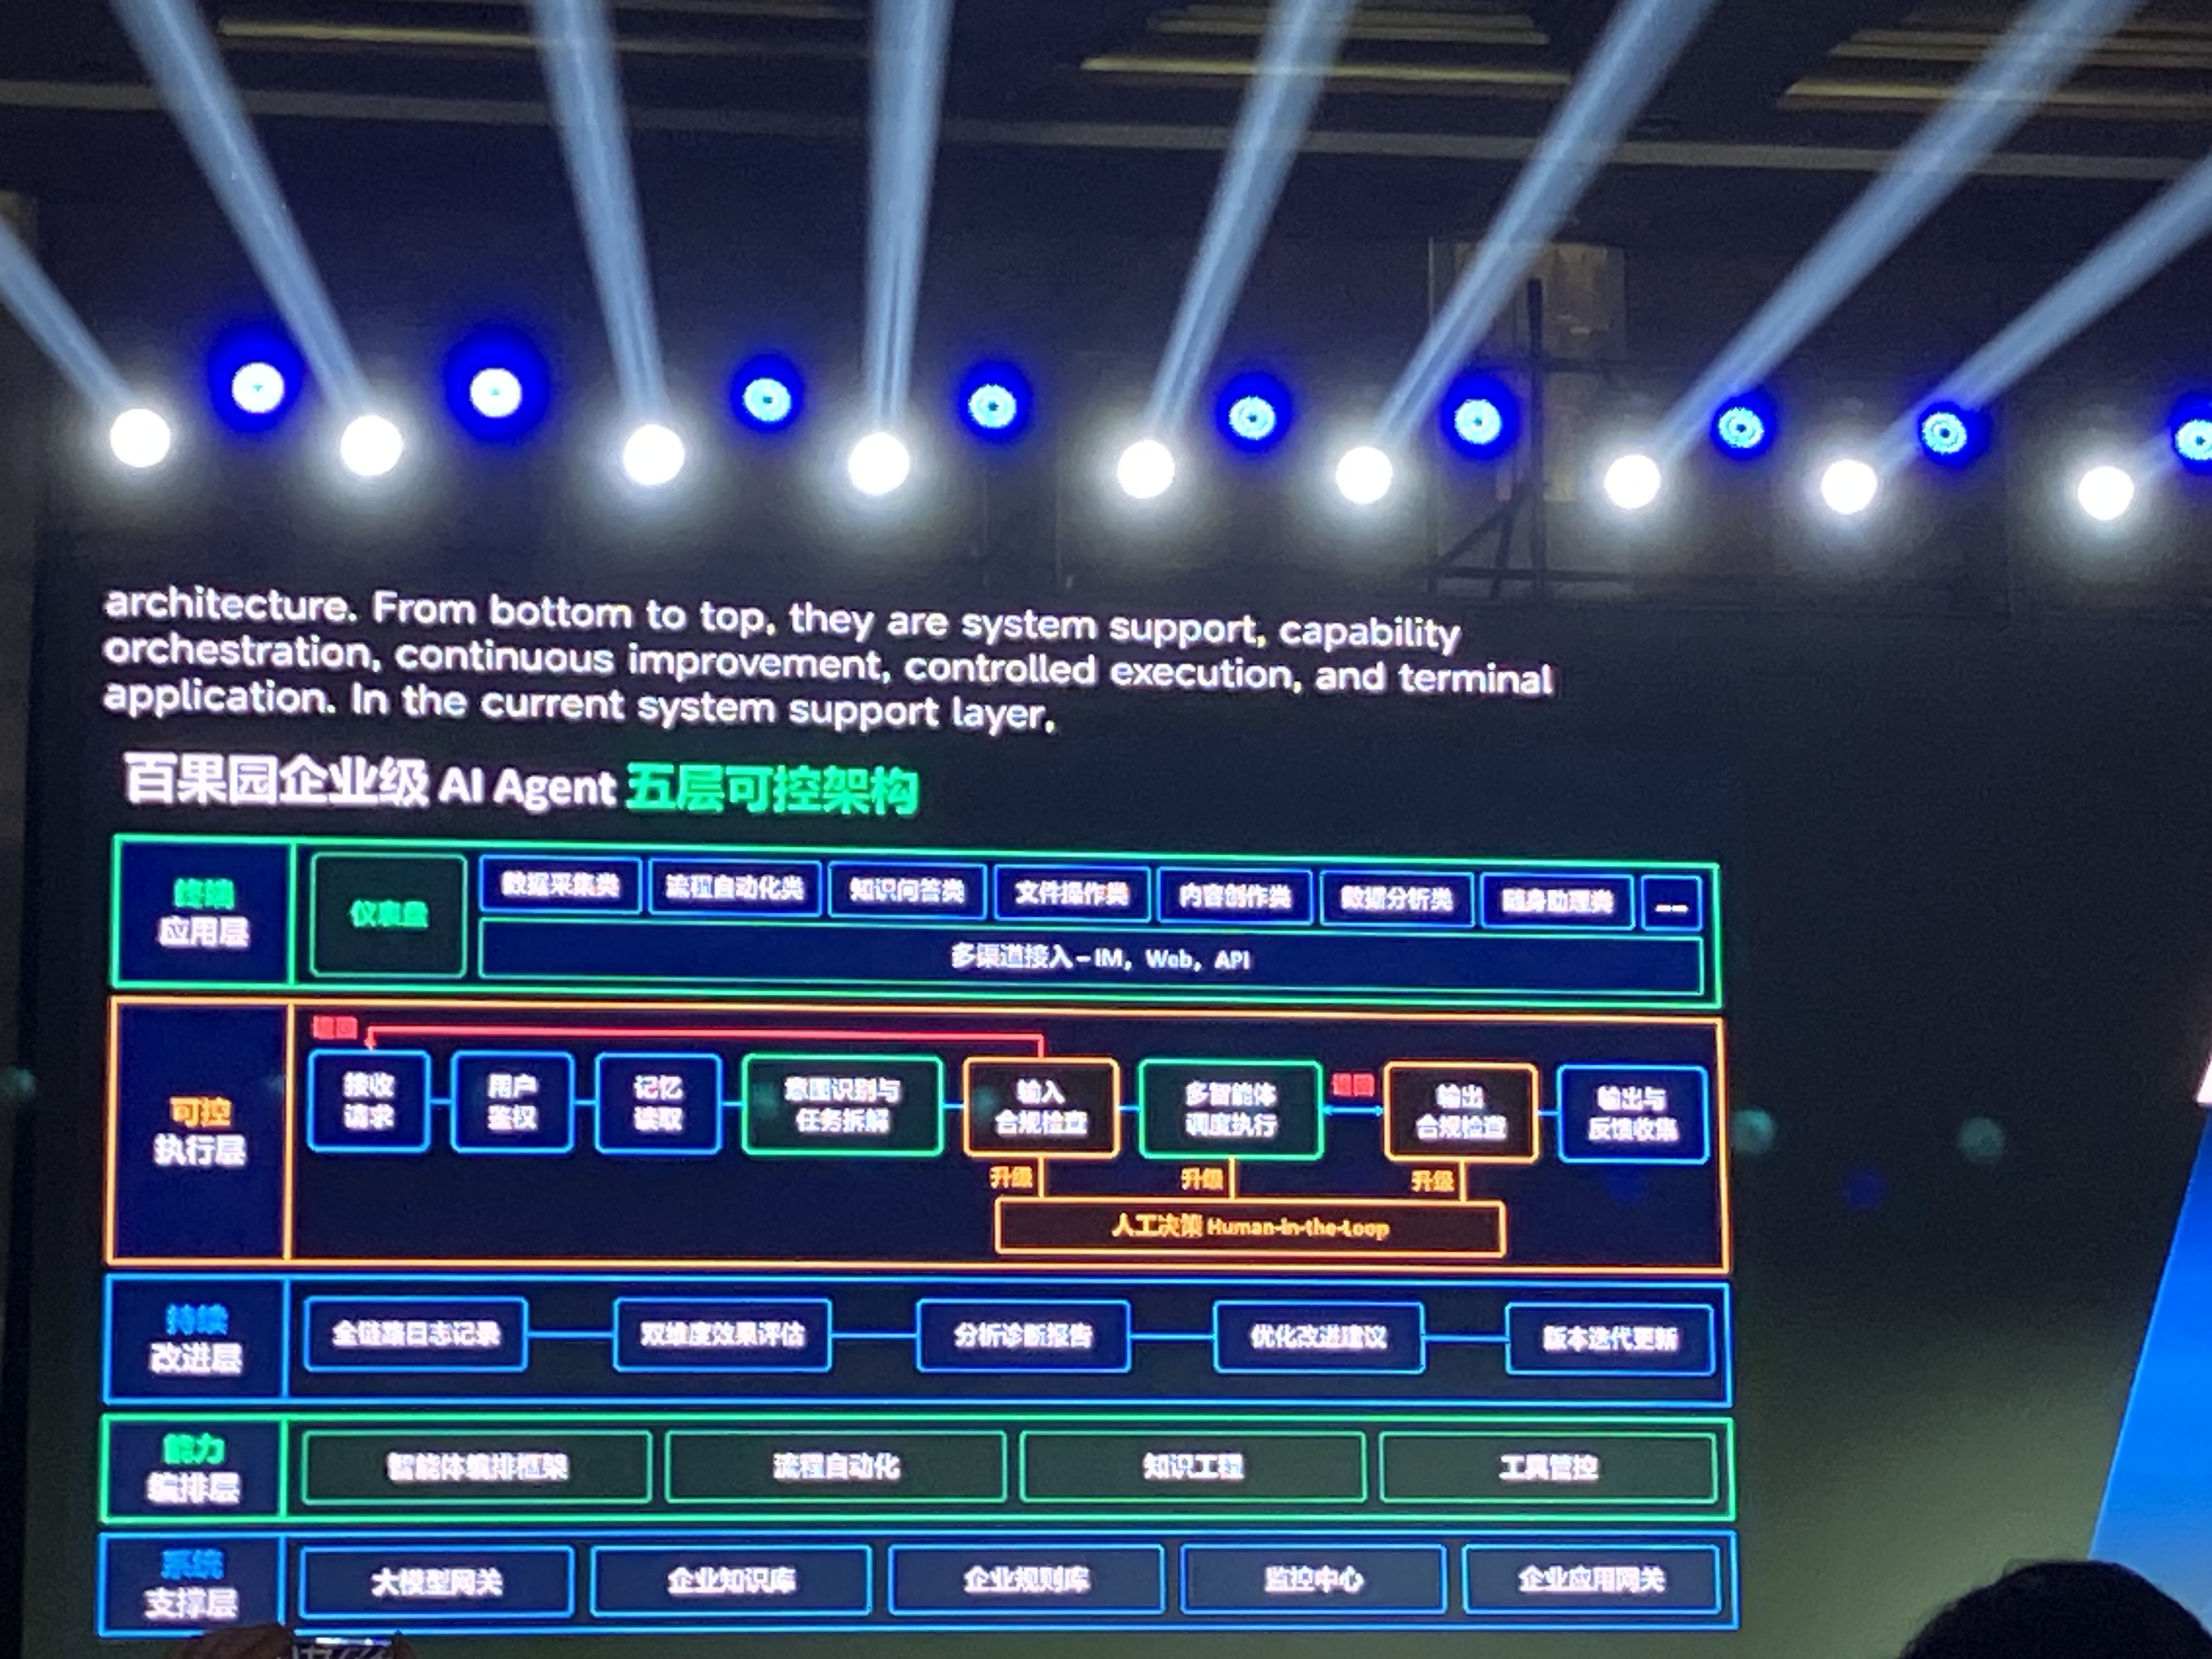 architecture. From bottom to top, they are system support, capability
orchestration, continuous improvement, controlled execution, and terminal
application. In the current system support layer,
百果园企业级 AI Agent 五层可控架构
终端
应用层
仪表盘
数据采集类
流程自动化类
知识问答类
文件操作类
内容创作类
数据分析类
随身助理类
......
多渠道接入 – IM，Web，API
可控
执行层
退回
接收
请求
用户
鉴权
记忆
读取
意图识别与
任务拆解
输入
合规检查
多智能体
调度执行
退回
输出
合规检查
输出与
反馈收集
升级
升级
升级
人工决策 Human-in-the-Loop
持续
改进层
全链路日志记录
双维度效果评估
分析诊断报告
优化改进建议
版本迭代更新
能力
编排层
智能体编排框架
流程自动化
知识工程
工具管控
系统
支撑层
大模型网关
企业知识库
企业规则库
监控中心
企业应用网关